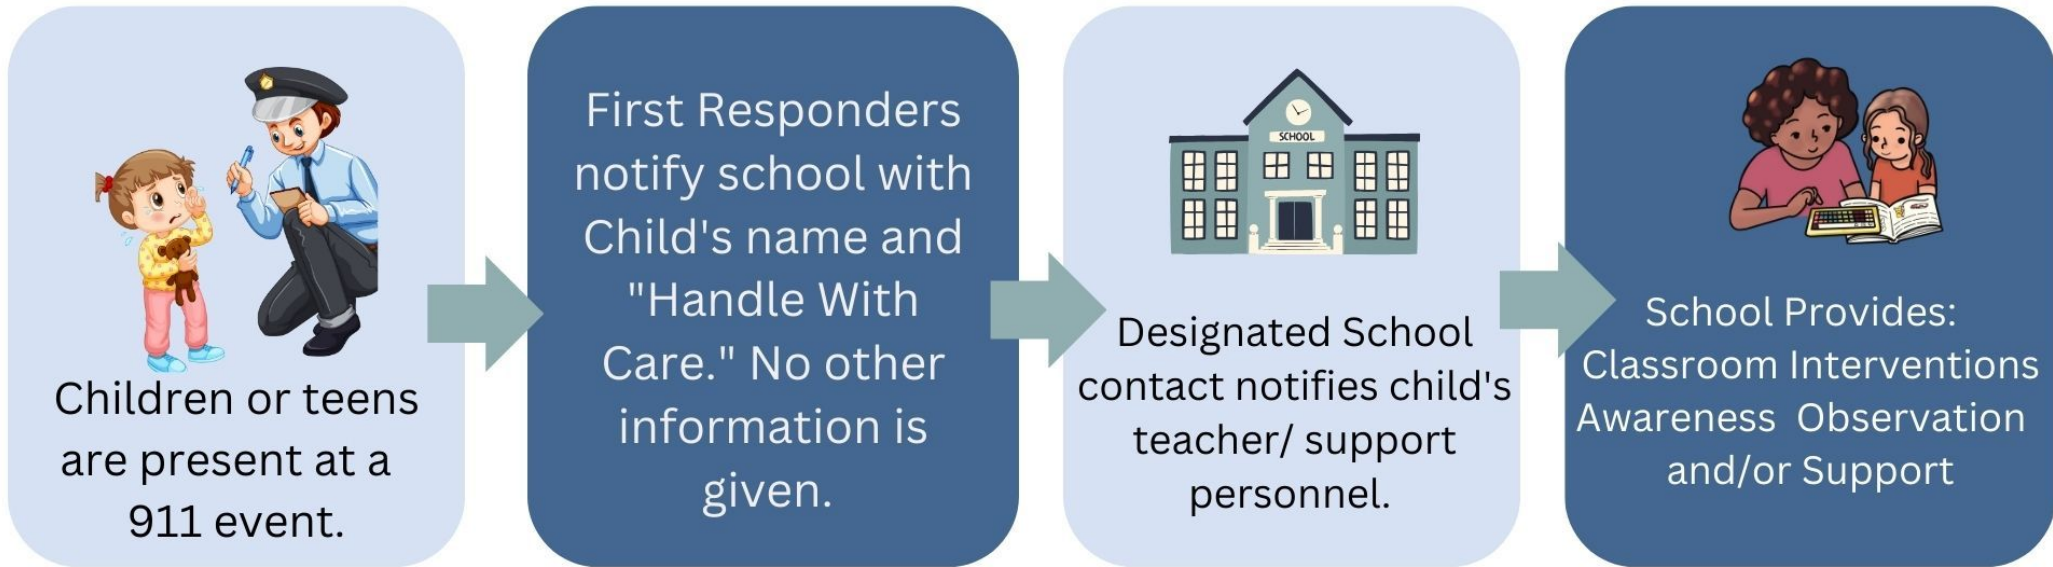 Children or teens
are present at a
911 event.
First Responders
notify school with
Child's name and
"Handle With
Care." No other
information is
given.
SCHOOL
Designated School
contact notifies child's
teacher/ support
personnel.
School Provides:
Classroom Interventions
Awareness  Observation
and/or Support